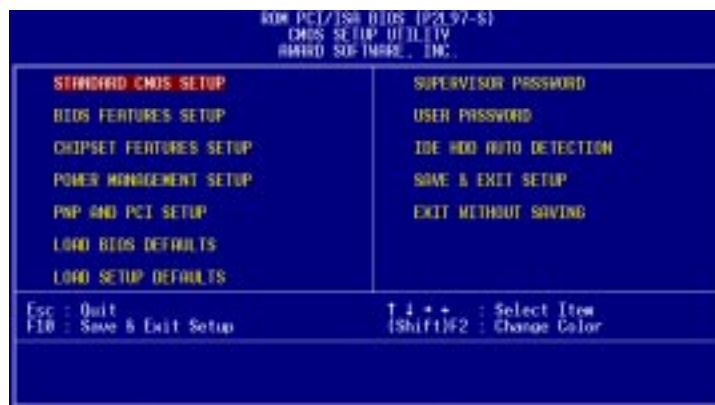 ROM PCI/ISA BIOS (P2L97-S)
CMOS SETUP UTILITY
AWARD SOFTWARE, INC.
STANDARD CMOS SETUP
BIOS FEATURES SETUP
CHIPSET FEATURES SETUP
POWER MANAGEMENT SETUP
PNP AND PCI SETUP
LOAD BIOS DEFAULTS
LOAD SETUP DEFAULTS
SUPERVISOR PASSWORD
USER PASSWORD
IDE HDD AUTO DETECTION
SAVE & EXIT SETUP
EXIT WITHOUT SAVING
Esc : Quit
F10 : Save & Exit Setup
↑ ↓ → ← : Select Item
(Shift)F2 : Change Color